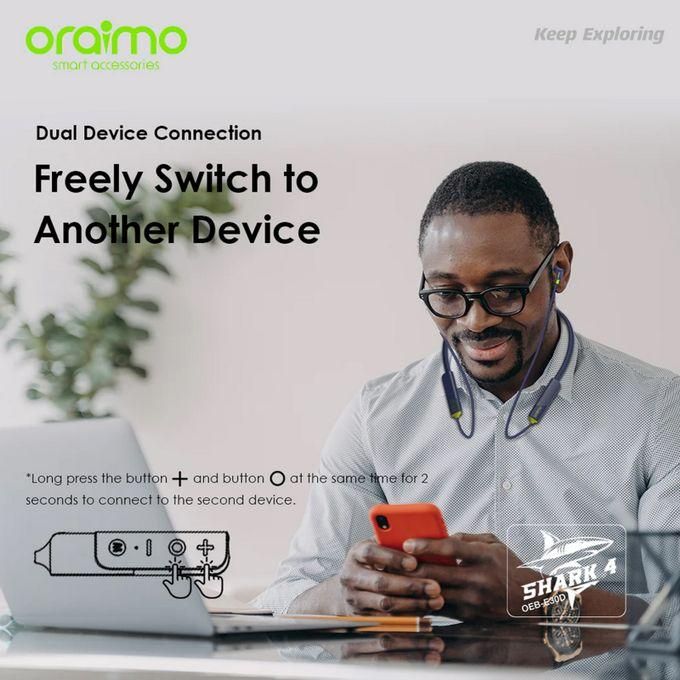 oraimo
smart accessories
Keep Exploring
Dual Device Connection
Freely Switch to
Another Device
*Long press the button + and button O at the same time for 2
seconds to connect to the second device.
SHARK 4
OEB-E30D